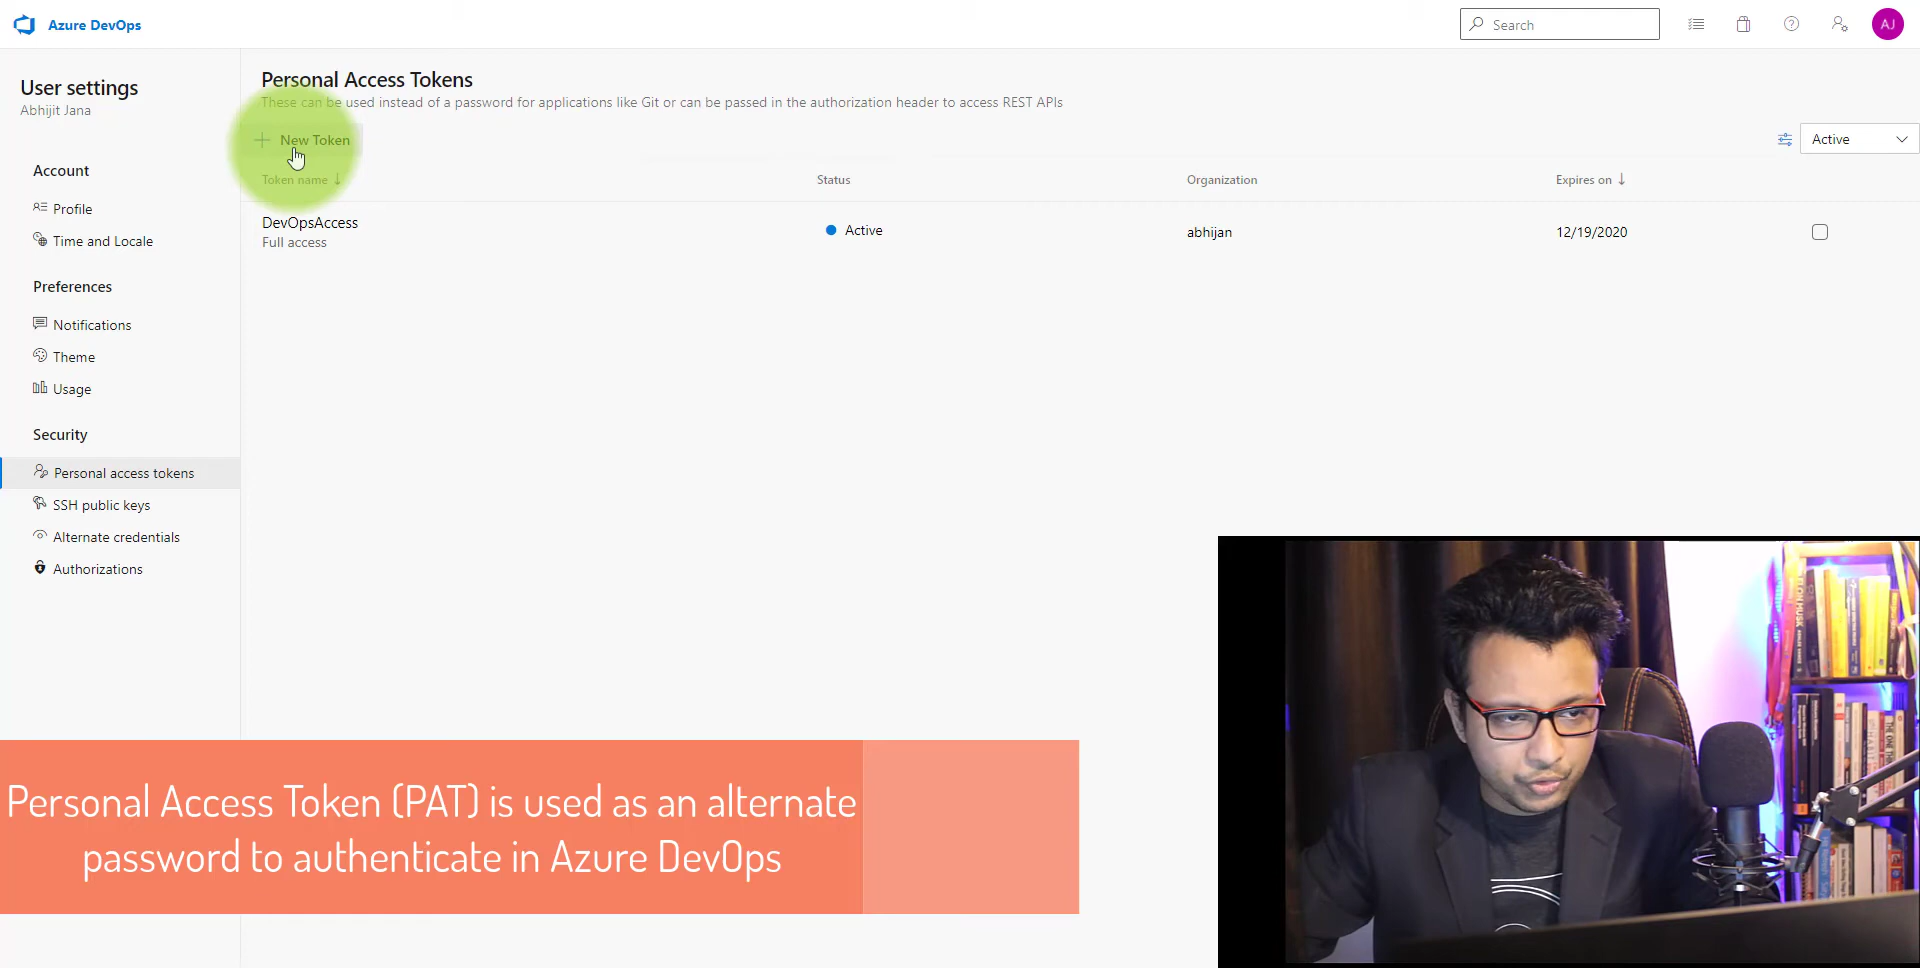 Azure DevOps
Search
AJ
User settings
Abhijit Jana
Account
Profile
Time and Locale
Preferences
Notifications
Theme
Usage
Security
Personal access tokens
SSH public keys
Alternate credentials
Authorizations
Personal Access Tokens
These can be used instead of a password for applications like Git or can be passed in the authorization header to access REST APIs
New Token
Active
Token name
Status
Organization
Expires on
DevOpsAccess
Full access
Active
abhijan
12/19/2020
Personal Access Token (PAT) is used as an alternate
password to authenticate in Azure DevOps
ELON MUSK